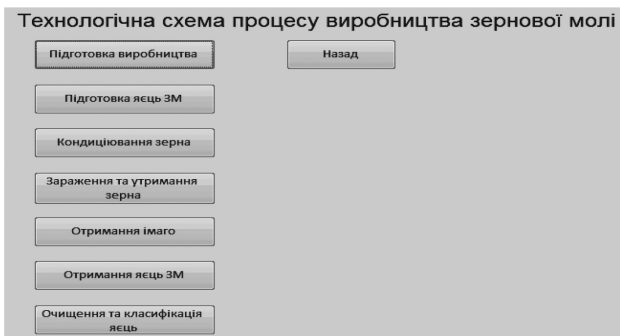 Технологічна схема процесу виробництва зернової молі
Підготовка виробництва
Назад
Підготовка яєць ЗМ
Кондиціювання зерна
Зараження та утримання
зерна
Отримання імаго
Отримання яєць ЗМ
Очищення та класифікація
яєць